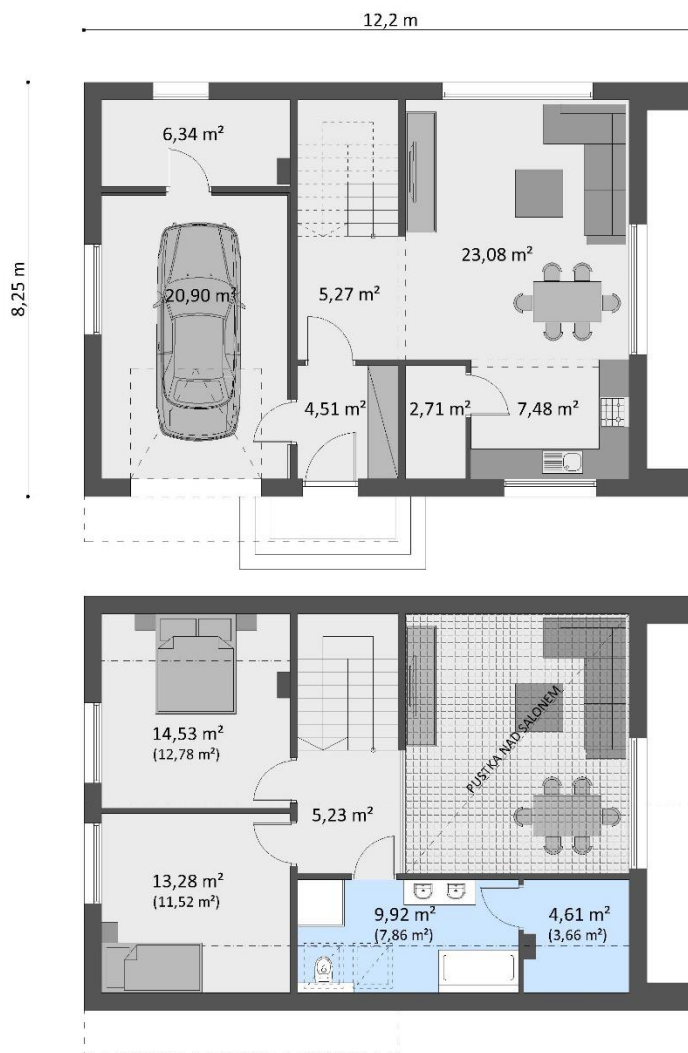 12,2 m
8,25 m
6,34 m²
23,08 m²
20,90 m²
5,27 m²
4,51 m²
2,71 m²
7,48 m²
14,53 m²
(12,78 m²)
PUSTKA NAD SALONEM
5,23 m²
13,28 m²
(11,52 m²)
9,92 m²
(7,86 m²)
4,61 m²
(3,66 m²)